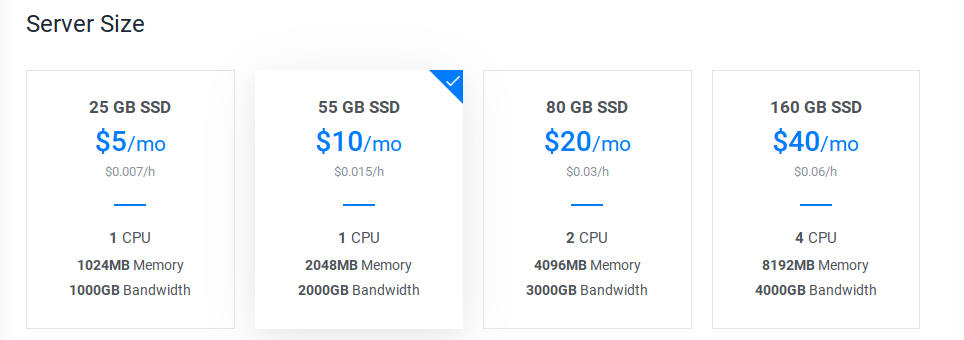 Server Size
25 GB SSD
$5/mo
$0.007/h
1 CPU
1024MB Memory
1000GB Bandwidth
55 GB SSD
$10/mo
$0.015/h
1 CPU
2048MB Memory
2000GB Bandwidth
80 GB SSD
$20/mo
$0.03/h
2 CPU
4096MB Memory
3000GB Bandwidth
160 GB SSD
$40/mo
$0.06/h
4 CPU
8192MB Memory
4000GB Bandwidth